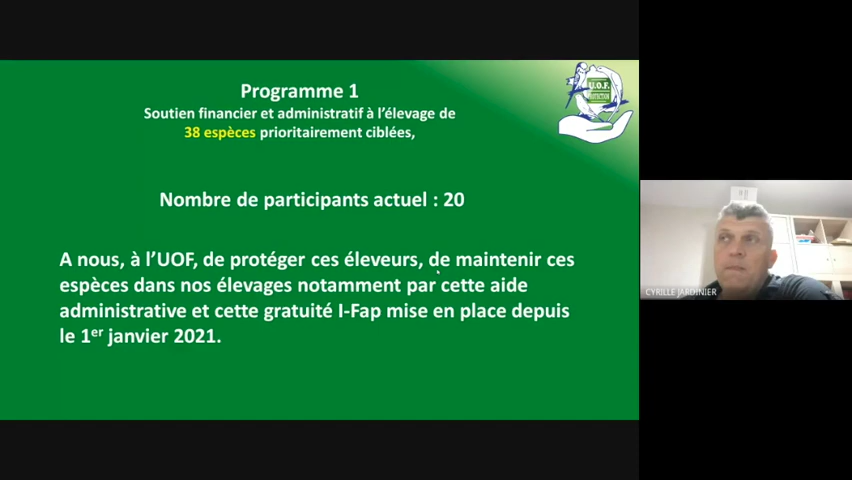 Programme 1
Soutien financier et administratif à l'élevage de
38 espèces prioritairement ciblées,
U.O.F.
PROTECTION
Nombre de participants actuel : 20
A nous, à l'UOF, de protéger ces éleveurs, de maintenir ces
espèces dans nos élevages notamment par cette aide
administrative et cette gratuité I-Fap mise en place depuis
le 1er janvier 2021.
CYRILLE JARDINIER